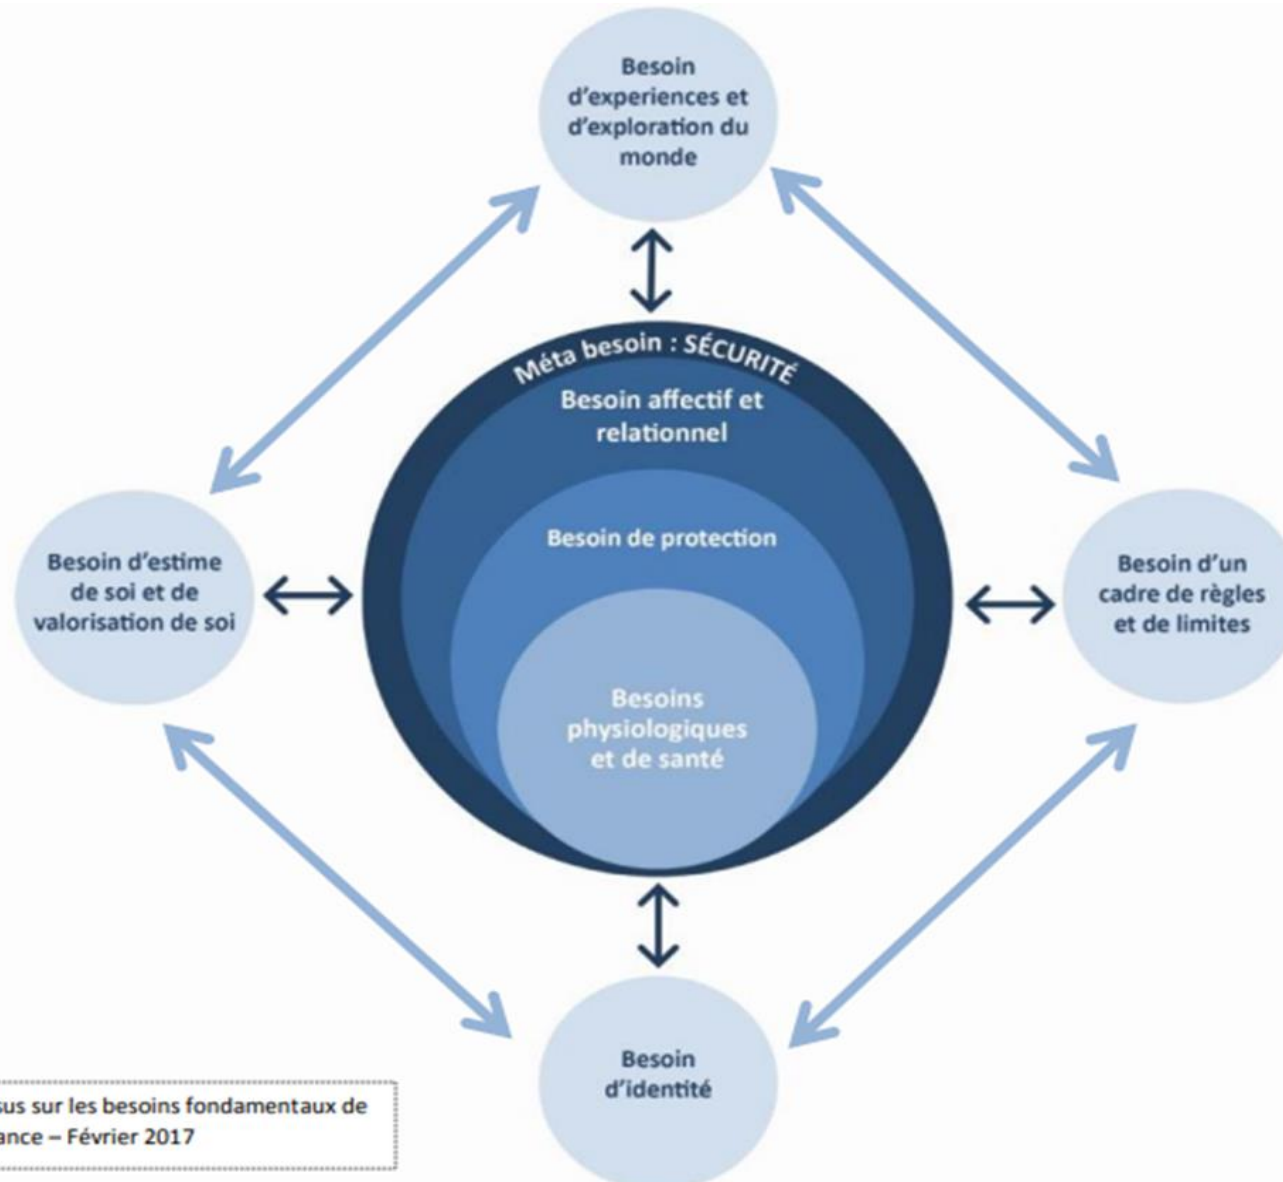 Besoin
d'experiences et
d'exploration du
monde
Méta besoin : SÉCURITÉ
Besoin affectif et
relationnel
Besoin de protection
Besoins
physiologiques
et de santé
Besoin d'estime
de soi et de
valorisation de soi
Besoin d'un
cadre de règles
et de limites
Besoin
d'identité
sus sur les besoins fondamentaux de
ance – Février 2017